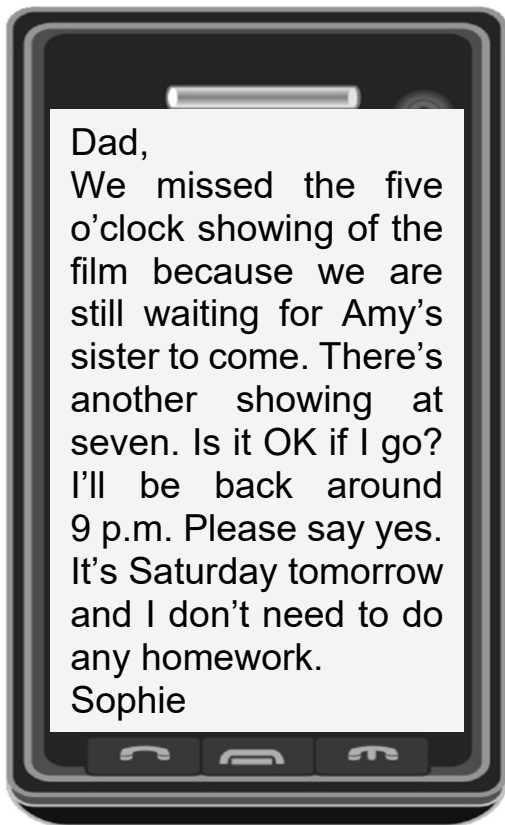 Dad,
We missed the five
o’clock showing of the
film because we are
still waiting for Amy’s
sister to come. There’s
another showing at
seven. Is it OK if I go?
I’ll be back around
9 p.m. Please say yes.
It’s Saturday tomorrow
and I don’t need to do
any homework.
Sophie